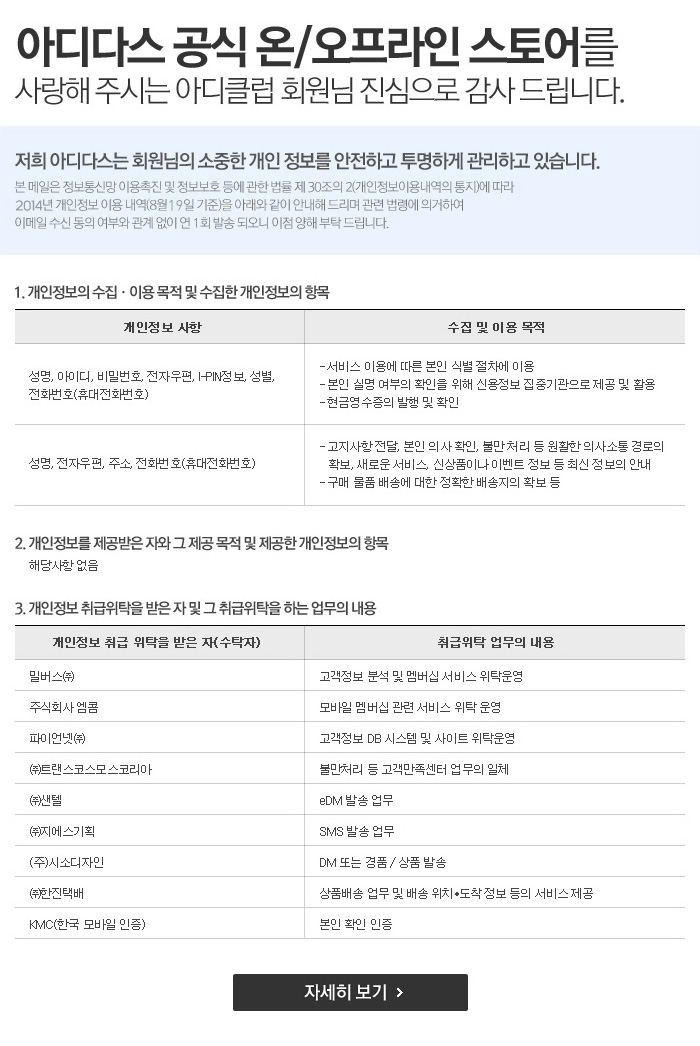 아디다스 공식 온/오프라인 스토어를
사랑해 주시는 아디클럽 회원님 진심으로 감사 드립니다.
저희 아디다스는 회원님의 소중한 개인 정보를 안전하고 투명하게 관리하고 있습니다.
본 메일은 정보통신망 이용촉진 및 정보보호 등에 관한 법률 제 30조의 2(개인정보이용내역의 통지)에 따라
2014년 개인정보 이용 내역(8월19일 기준)을 아래와 같이 안내해 드리며 관련 법령에 의거하여
이메일 수신 동의 여부와 관계 없이 연 1회 발송 되오니 이점 양해 부탁 드립니다.
1. 개인정보의 수집 · 이용 목적 및 수집한 개인정보의 항목
개인정보 사항
수집 및 이용 목적
성명, 아이디, 비밀번호, 전자우편, I-PIN정보, 성별,
전화번호(휴대전화번호)
- 서비스 이용에 따른 본인 식별 절차에 이용
- 본인 실명 여부의 확인을 위해 신용정보 집중기관으로 제공 및 활용
- 현금영수증의 발행 및 확인
성명, 전자우편, 주소, 전화번호(휴대전화번호)
- 고지사항 전달, 본인 의사 확인, 불만 처리 등 원활한 의사소통 경로의
확보, 새로운 서비스, 신상품이나 이벤트 정보 등 최신 정보의 안내
- 구매 물품 배송에 대한 정확한 배송지의 확보 등
2. 개인정보를 제공받은 자와 그 제공 목적 및 제공한 개인정보의 항목
해당사항 없음
3. 개인정보 취급위탁을 받은 자 및 그 취급위탁을 하는 업무의 내용
개인정보 취급 위탁을 받은 자(수탁자)
취급위탁 업무의 내용
밀버스㈜
고객정보 분석 및 멤버십 서비스 위탁운영
주식회사 엠콤
모바일 멤버십 관련 서비스 위탁 운영
파이언넷㈜
고객정보 DB 시스템 및 사이트 위탁운영
㈜트랜스코스모스코리아
불만처리 등 고객만족센터 업무의 일체
㈜샌텔
eDM 발송 업무
㈜지에스기획
SMS 발송 업무
(주)시소디자인
DM 또는 경품 / 상품 발송
㈜한진택배
상품배송 업무 및 배송 위치•도착 정보 등의 서비스 제공
KMC(한국 모바일 인증)
본인 확인 인증
자세히 보기 >